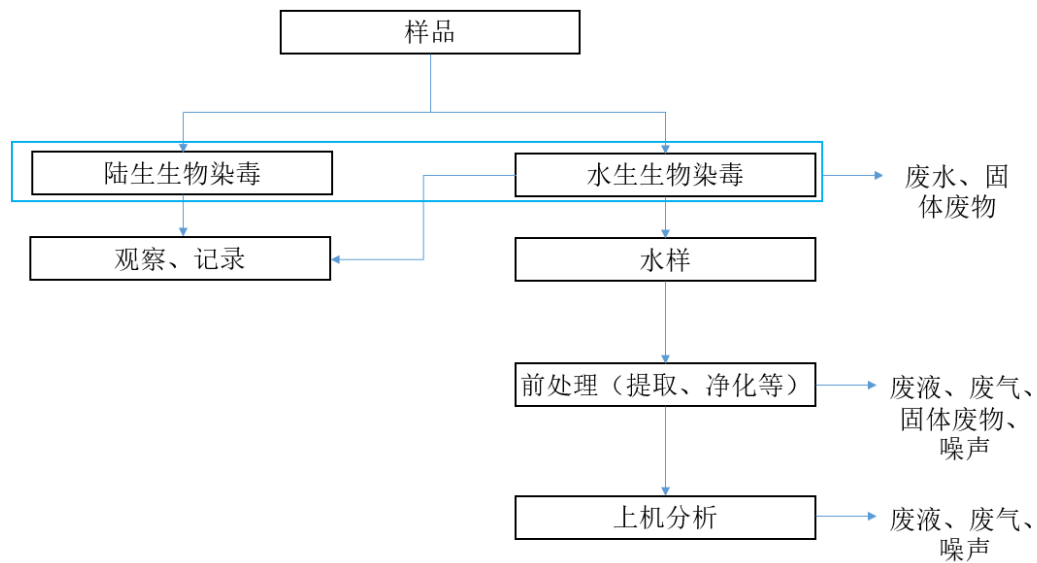 样品
陆生生物染毒
水生生物染毒
废水、固
体废物
观察、记录
水样
前处理（提取、净化等）
废液、废气、
固体废物、
噪声
上机分析
废液、废气、
噪声